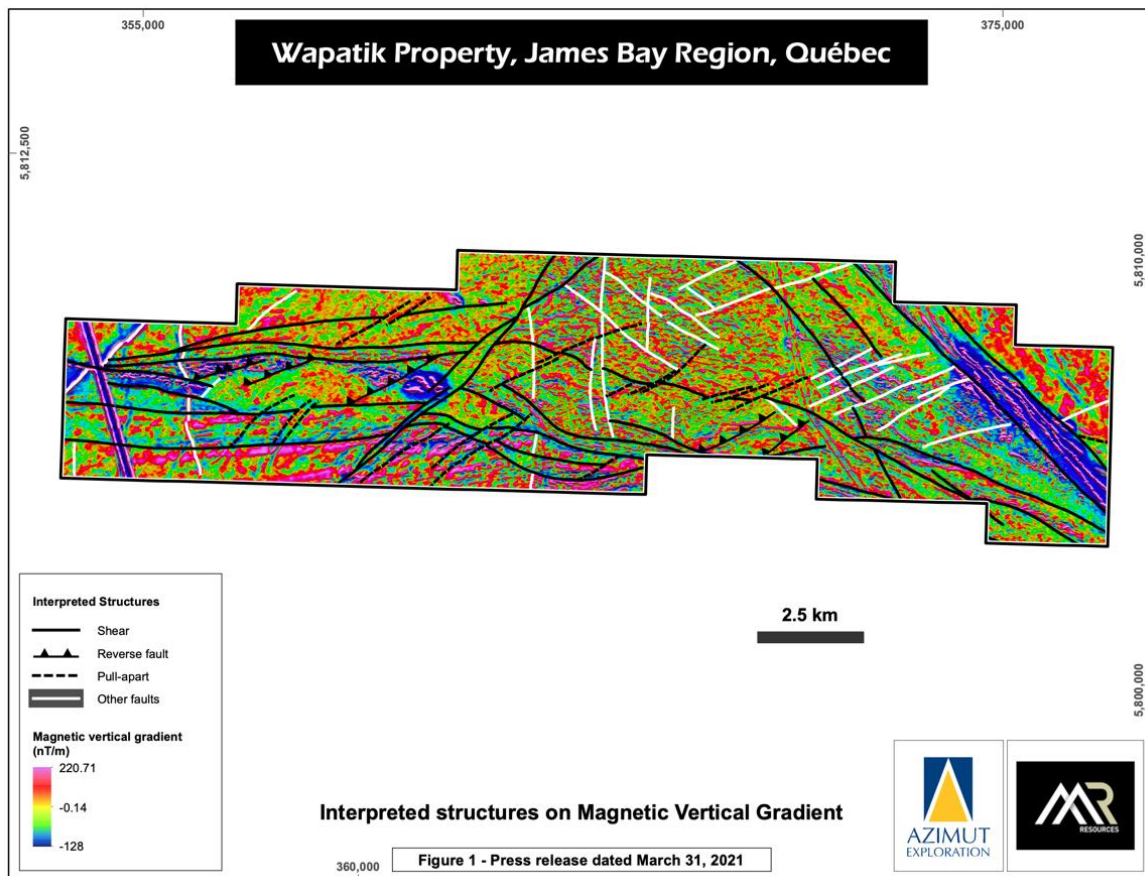 355,000
375,000
Wapatik Property, James Bay Region, Québec
5,812,500
5,810,000
Interpreted Structures
Shear
Reverse fault
Pull-apart
Other faults
Magnetic vertical gradient
(nT/m)
220.71
-0.14
-128
2.5 km
5,800,000
Interpreted structures on Magnetic Vertical Gradient
Figure 1 - Press release dated March 31, 2021
360,000
AZIMUT
EXPLORATION
MR
RESOURCES